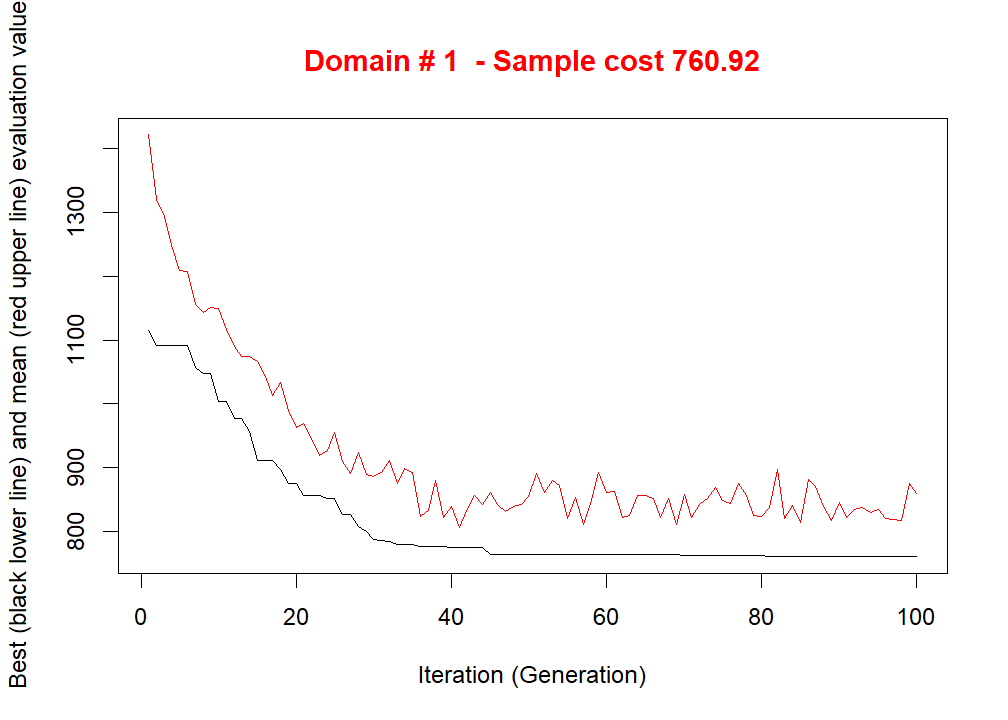 Domain # 1  - Sample cost 760.92
Best (black lower line) and mean (red upper line) evaluation value
1300
1100
900
800
0 20 40 60 80 100
Iteration (Generation)